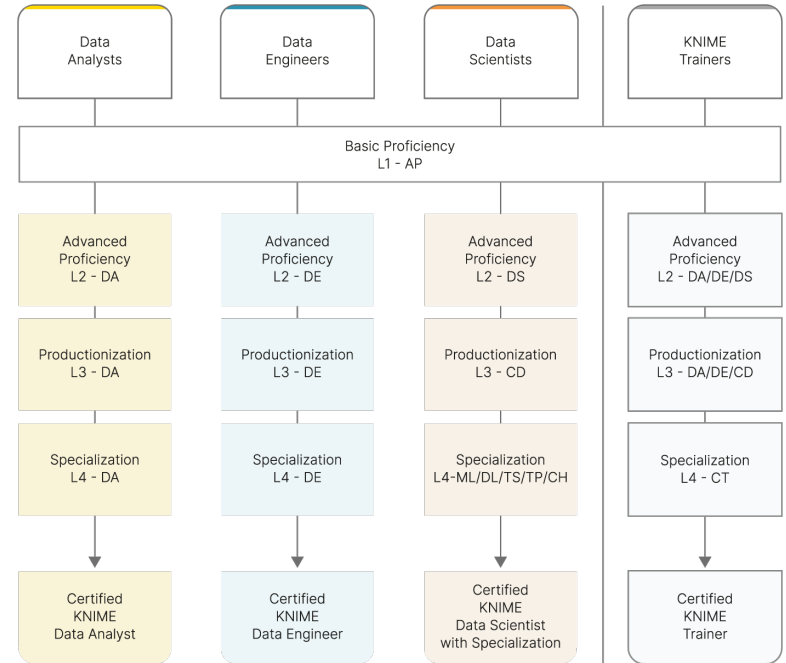 Data
Analysts
Data
Engineers
Data
Scientists
KNIME
Trainers
Basic Proficiency
L1 - AP
Advanced
Proficiency
L2 - DA
Advanced
Proficiency
L2 - DE
Advanced
Proficiency
L2 - DS
Advanced
Proficiency
L2 - DA/DE/DS
Productionization
L3 - DA
Productionization
L3 - DE
Productionization
L3 - CD
Productionization
L3 - DA/DE/CD
Specialization
L4 - DA
Specialization
L4 - DE
Specialization
L4-ML/DL/TS/TP/CH
Specialization
L4 - CT
Certified
KNIME
Data Analyst
Certified
KNIME
Data Engineer
Certified
KNIME
Data Scientist
with Specialization
Certified
KNIME
Trainer